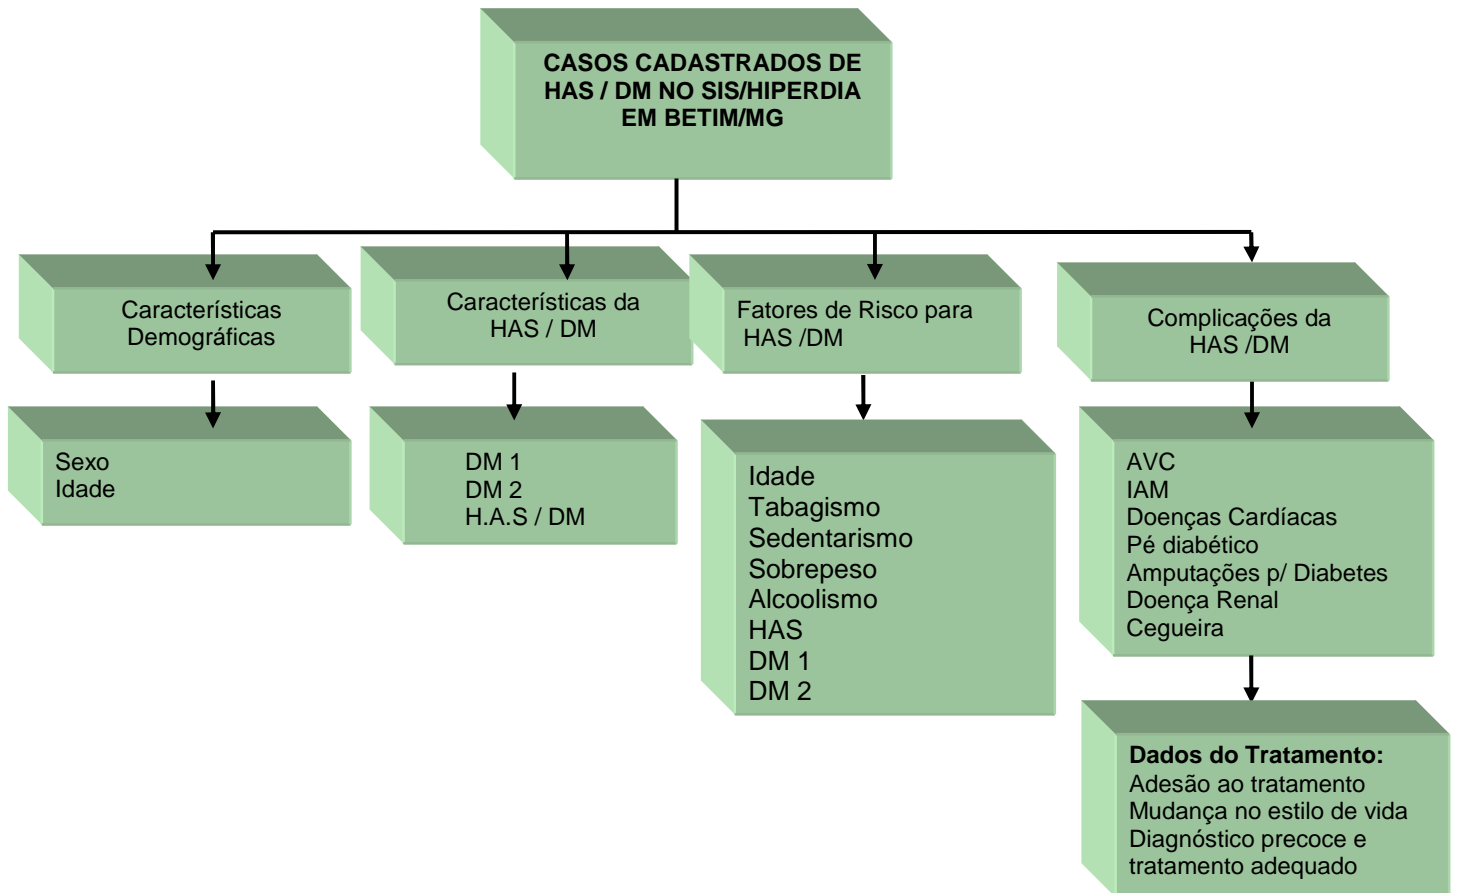 CASOS CADASTRADOS DE
HAS / DM NO SIS/HIPERDIA
EM BETIM/MG
Características
Demográficas
Características da
HAS / DM
Fatores de Risco para
HAS /DM
Complicações da
HAS /DM
Sexo
Idade
DM 1
DM 2
H.A.S / DM
Idade
Tabagismo
Sedentarismo
Sobrepeso
Alcoolismo
HAS
DM 1
DM 2
AVC
IAM
Doenças Cardíacas
Pé diabético
Amputações p/ Diabetes
Doença Renal
Cegueira
Dados do Tratamento:
Adesão ao tratamento
Mudança no estilo de vida
Diagnóstico precoce e
tratamento adequado